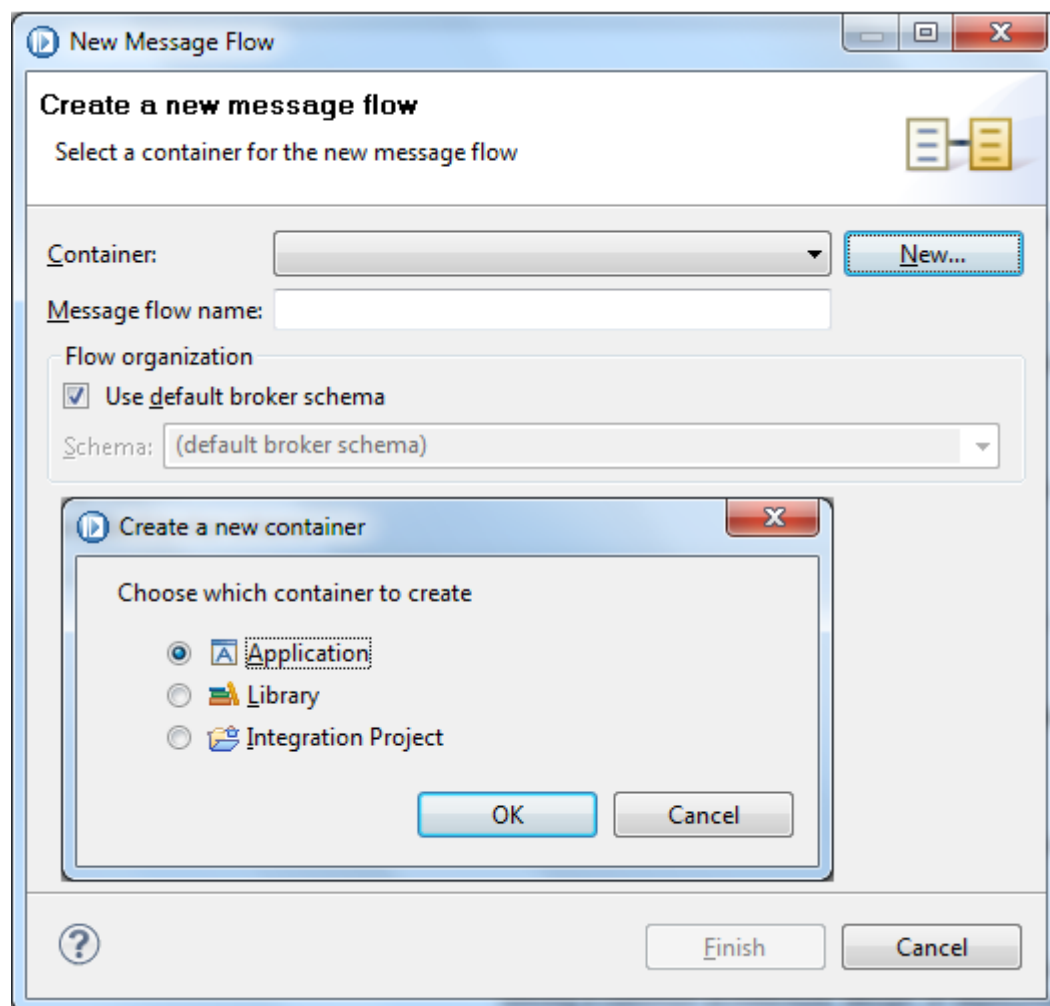 New Message Flow
Create a new message flow
Select a container for the new message flow
Container:
New...
Message flow name:
Flow organization
Use default broker schema
Schema: (default broker schema)
Create a new container
Choose which container to create
Application
Library
Integration Project
OK Cancel
Finish Cancel